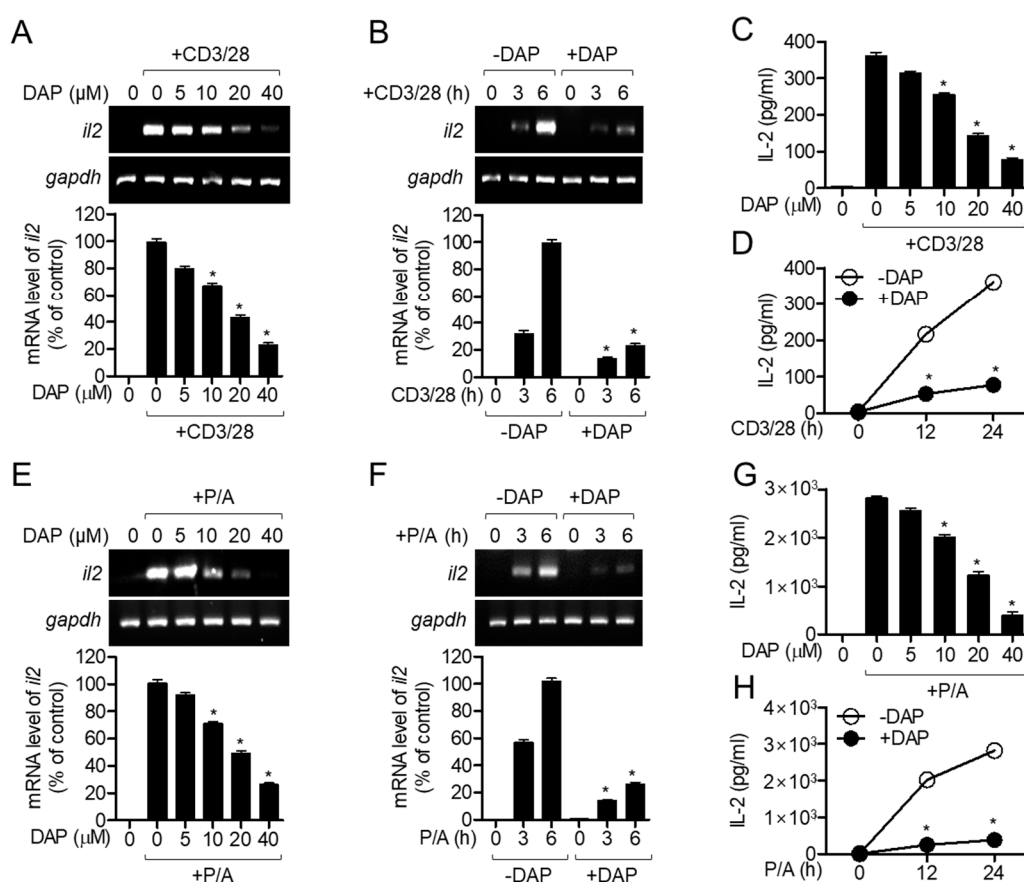 A
+CD3/28
DAP (µM) 0 5 10 20 40
0
il2
gapdh
mRNA level of il2
(% of control)
120
100
80
60
40
20
0
* * *
DAP (µM) 0 0 5 10 20 40
+CD3/28
B
-DAP +DAP
+CD3/28 (h) 0 3 6 0 3 6
il2
gapdh
mRNA level of il2
(% of control)
120
100
80
60
40
20
0
* *
CD3/28 (h) 0 3 6 0 3 6
-DAP +DAP
C
IL-2 (pg/ml)
400
300
200
100
0
* * *
DAP (µM) 0 0 5 10 20 40
+CD3/28
D
IL-2 (pg/ml)
400
300
200
100
0
-DAP
+DAP
* *
CD3/28 (h) 0 12 24
E
+P/A
DAP (µM) 0 0 5 10 20 40
il2
gapdh
mRNA level of il2
(% of control)
120
100
80
60
40
20
0
* * *
DAP (µM) 0 0 5 10 20 40
+P/A
F
-DAP +DAP
+P/A (h) 0 3 6 0 3 6
il2
gapdh
mRNA level of il2
(% of control)
120
100
80
60
40
20
0
* *
P/A (h) 0 3 6 0 3 6
-DAP +DAP
G
IL-2 (pg/ml)
3×10³
2×10³
1×10³
0
* * *
DAP (µM) 0 0 5 10 20 40
+P/A
H
IL-2 (pg/ml)
4×10³
3×10³
2×10³
1×10³
0
-DAP
+DAP
* *
P/A (h) 0 12 24